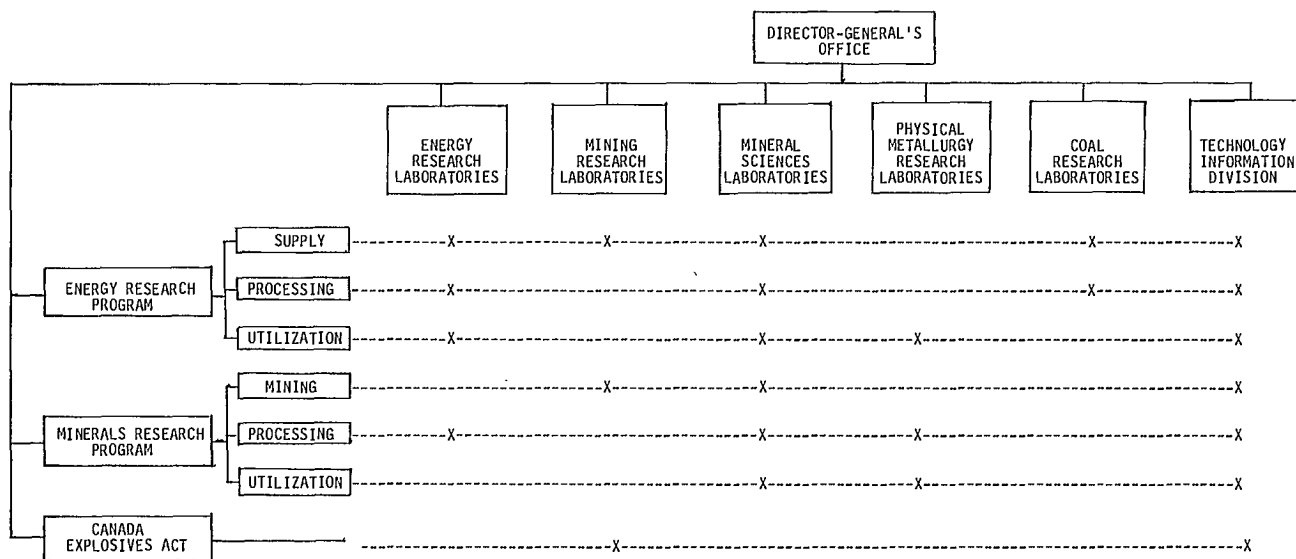 DIRECTOR-GENERAL'S
OFFICE
ENERGY
RESEARCH
LABORATORIES
MINING
RESEARCH
LABORATORIES
MINERAL
SCIENCES
LABORATORIES
PHYSICAL
METALLURGY
RESEARCH
LABORATORIES
COAL
RESEARCH
LABORATORIES
TECHNOLOGY
INFORMATION
DIVISION
ENERGY RESEARCH
PROGRAM
SUPPLY
X X X X X
PROCESSING
X X X X
UTILIZATION
X X X X
MINERALS RESEARCH
PROGRAM
MINING
X X X
PROCESSING
X X X X
UTILIZATION
X X X
CANADA
EXPLOSIVES ACT
X X